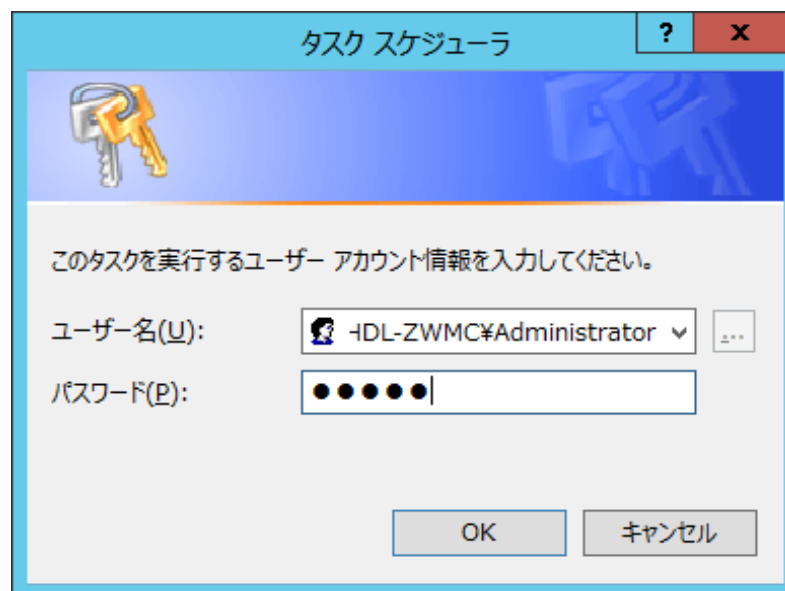 タスク スケジューラ
?
x
このタスクを実行するユーザー アカウント情報を入力してください。
ユーザー名(U):
HDL-ZWMC¥Administrator
...
パスワード(P):
●●●●●
OK
キャンセル